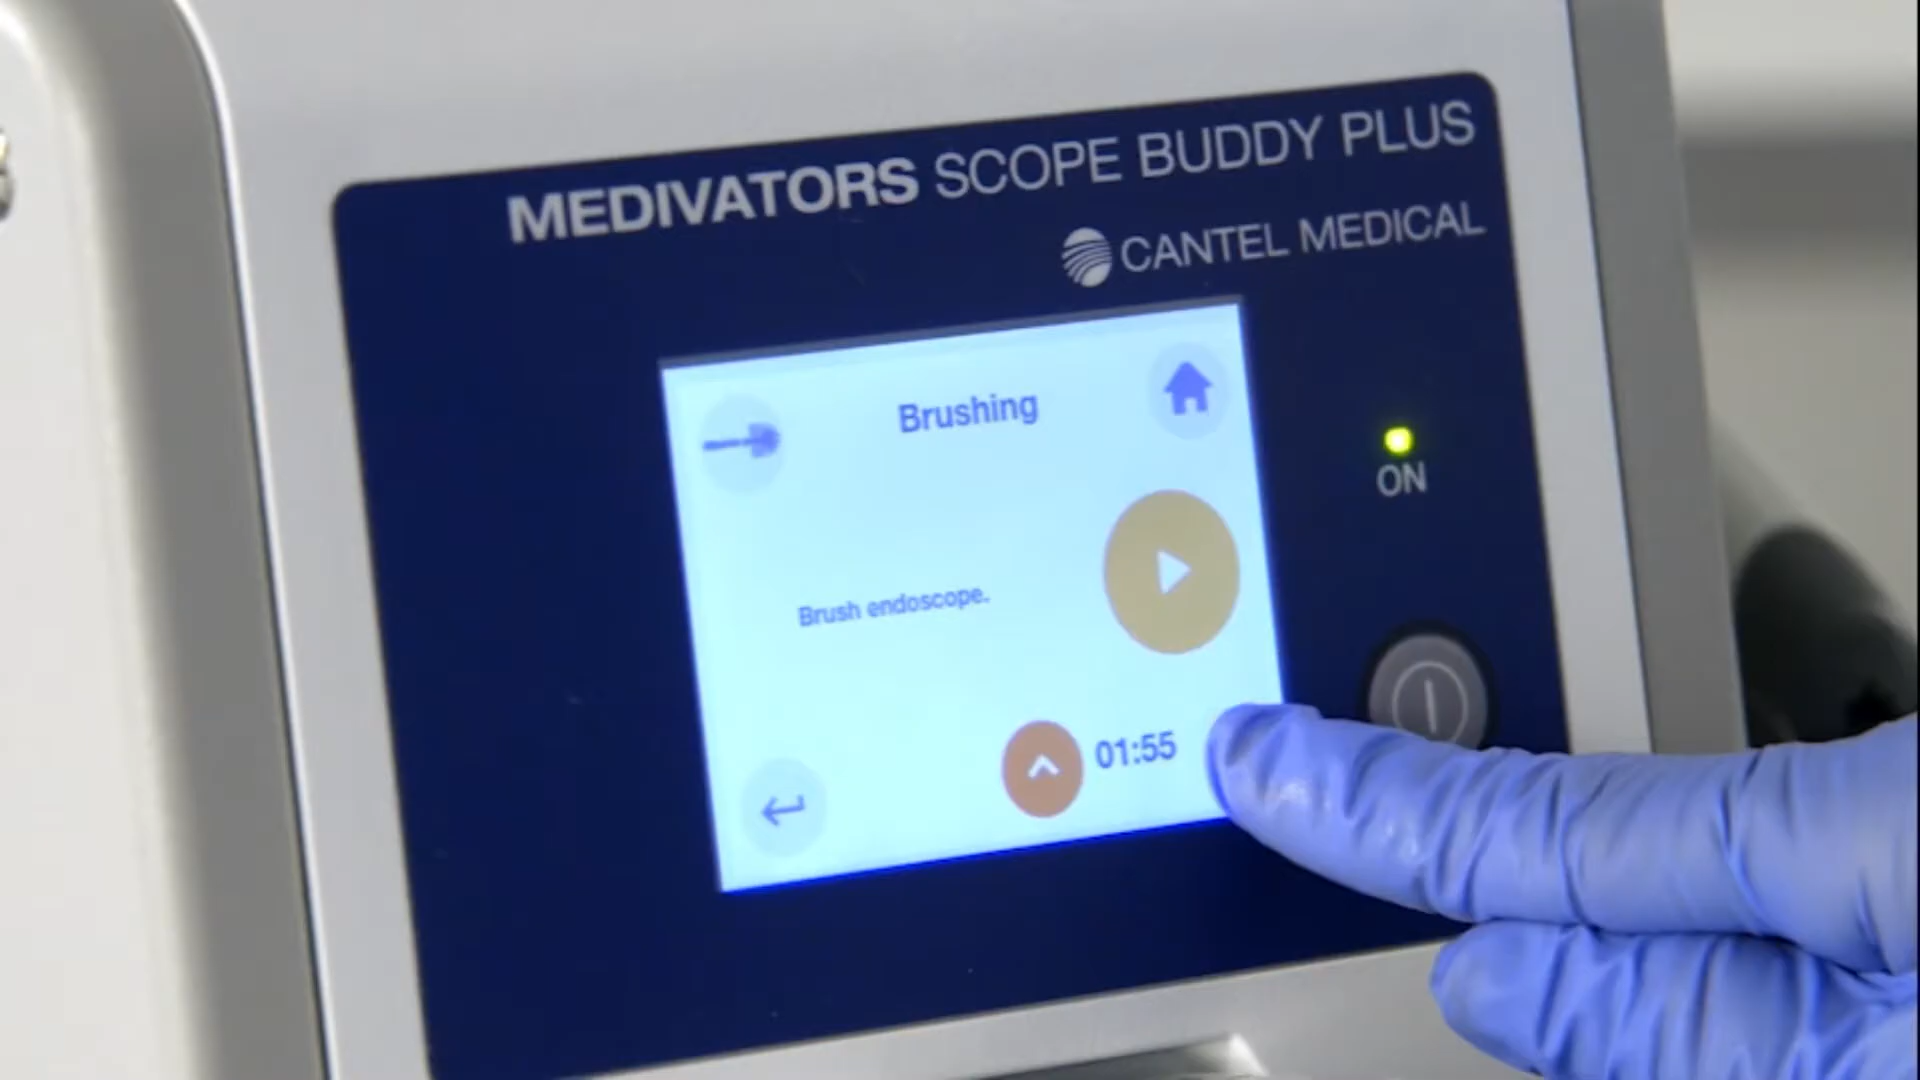 MEDIVATORS SCOPE BUDDY PLUS
CANTEL MEDICAL
Brushing
ON
Brush endoscope.
01:55